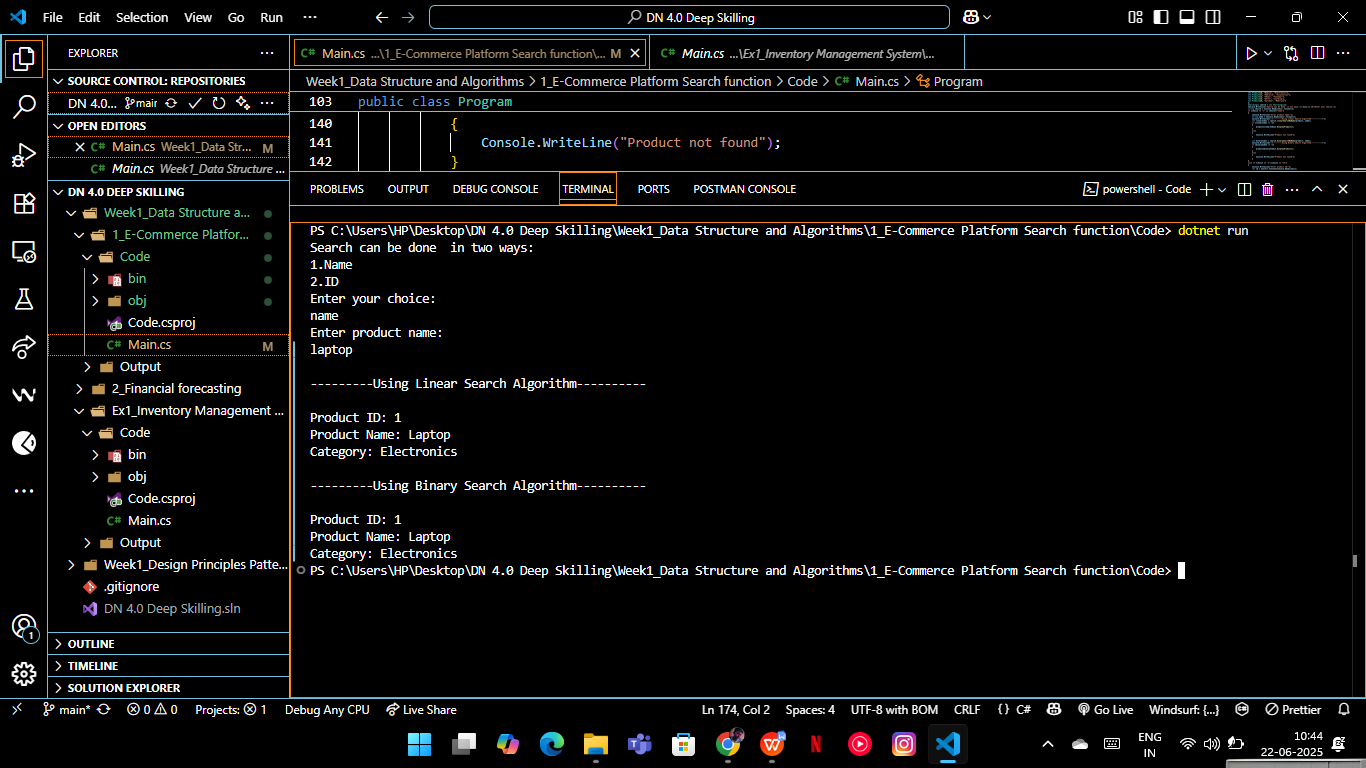 File Edit Selection View Go Run ···
DN 4.0 Deep Skilling
EXPLORER
SOURCE CONTROL: REPOSITORIES
DN 4.0... main
OPEN EDITORS
Main.cs Week1_Data Str... M
Main.cs Week1_Data Structure ...
DN 4.0 DEEP SKILLING
Week1_Data Structure a...
1_E-Commerce Platfor...
Code
bin
obj
Code.csproj
Main.cs M
Output
2_Financial forecasting
Ex1_Inventory Management ...
Code
bin
obj
Code.csproj
Main.cs
Output
Week1_Design Principles Patte...
.gitignore
DN 4.0 Deep Skilling.sln
OUTLINE
TIMELINE
SOLUTION EXPLORER
1
C# Main.cs ...\1_E-Commerce Platform Search function\... M
C# Main.cs ...\Ex1_Inventory Management System\...
Week1_Data Structure and Algorithms > 1_E-Commerce Platform Search function > Code > C# Main.cs > Program
103 public class Program
140 {
141 Console.WriteLine("Product not found");
142 }
PROBLEMS OUTPUT DEBUG CONSOLE TERMINAL PORTS POSTMAN CONSOLE
powershell - Code
PS C:\Users\HP\Desktop\DN 4.0 Deep Skilling\Week1_Data Structure and Algorithms\1_E-Commerce Platform Search function\Code> dotnet run
Search can be done  in two ways:
1.Name
2.ID
Enter your choice:
name
Enter product name:
laptop
---------Using Linear Search Algorithm----------
Product ID: 1
Product Name: Laptop
Category: Electronics
---------Using Binary Search Algorithm----------
Product ID: 1
Product Name: Laptop
Category: Electronics
PS C:\Users\HP\Desktop\DN 4.0 Deep Skilling\Week1_Data Structure and Algorithms\1_E-Commerce Platform Search function\Code>
main* 0 0 Projects: 1 Debug Any CPU Live Share Ln 174, Col 2 Spaces: 4 UTF-8 with BOM CRLF {} C# Go Live Windsurf: {...} Prettier
ENG
IN
10:44
22-06-2025